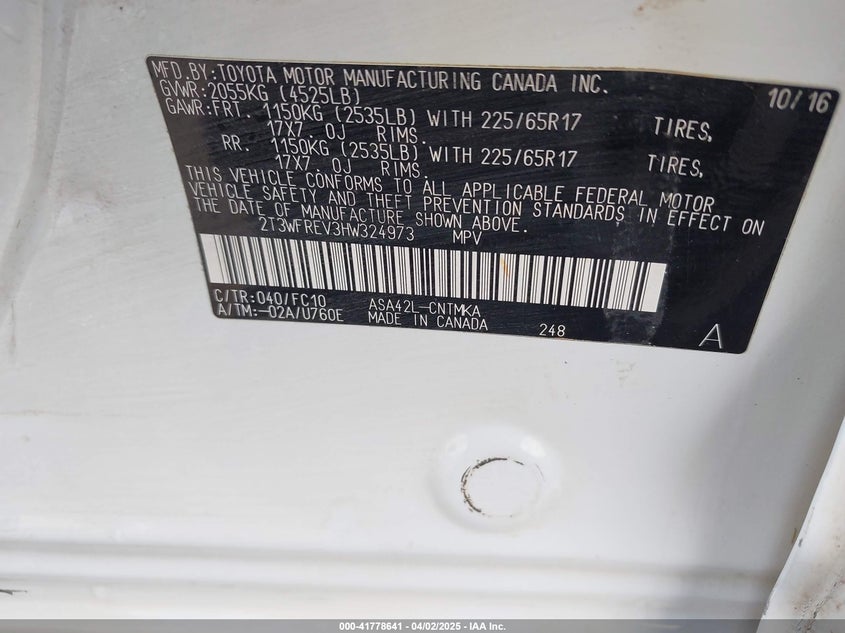 MFD.BY:TOYOTA MOTOR MANUFACTURING CANADA INC. 10/16
GVWR:2055KG (4525LB)
GAWR:FRT. 1150KG (2535LB) WITH 225/65R17 TIRES,
17X7.0J RIMS.
RR. 1150KG (2535LB) WITH 225/65R17 TIRES,
17X7.0J RIMS.
THIS VEHICLE CONFORMS TO ALL APPLICABLE FEDERAL MOTOR
VEHICLE SAFETY AND THEFT PREVENTION STANDARDS IN EFFECT ON
THE DATE OF MANUFACTURE SHOWN ABOVE.
2T3WFREV3HW324973 MPV
C/TR:040/FC10 ASA42L-CNTMKA
A/TM:-02A/U760E MADE IN CANADA 248 A
000-41778641 | 04/02/2025 - IAA Inc.